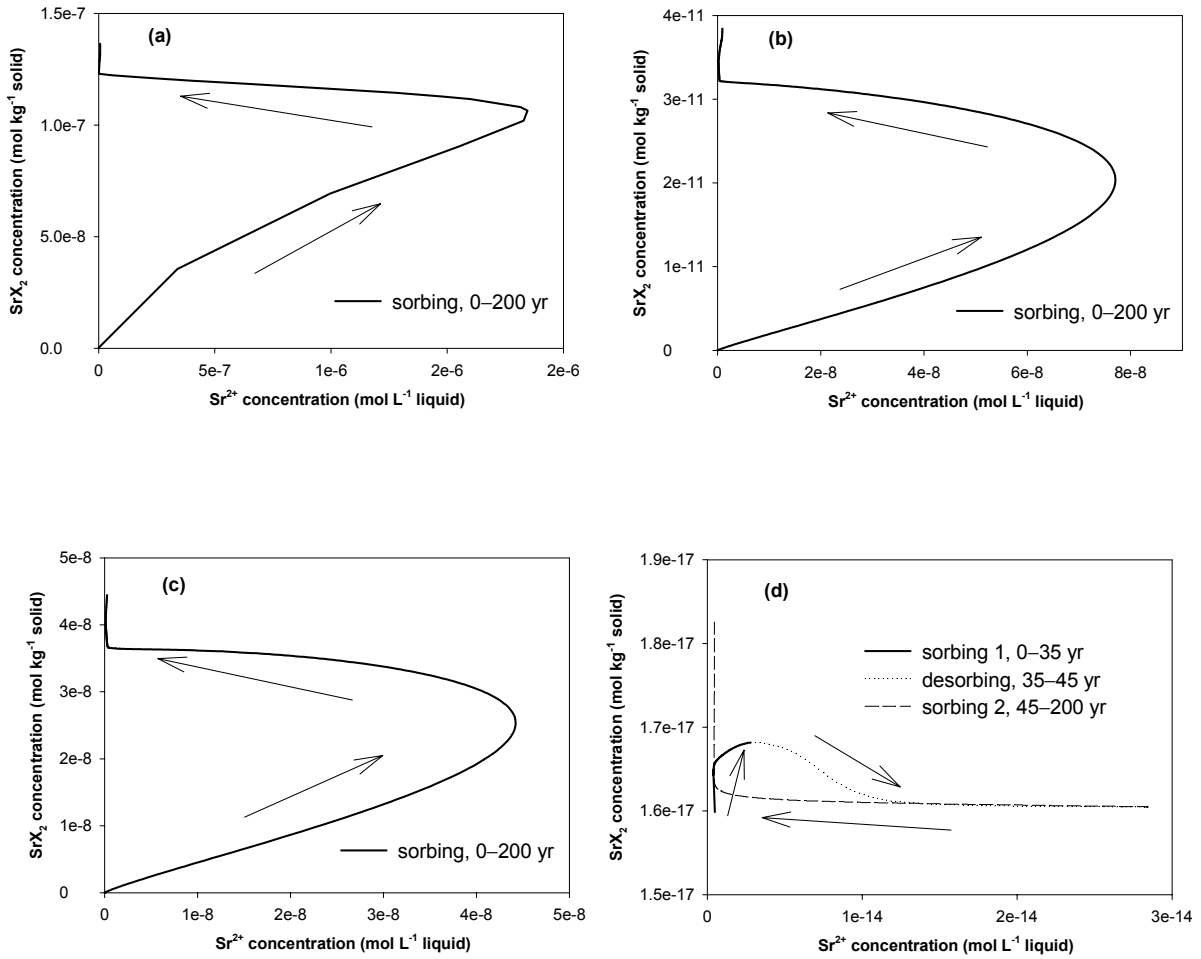 (a)
SrX₂ concentration (mol kg⁻¹ solid)
1.5e-7
1.0e-7
5.0e-8
0.0
sorbing, 0–200 yr
0 5e-7 1e-6 2e-6 2e-6
Sr²⁺ concentration (mol L⁻¹ liquid)
(b)
SrX₂ concentration (mol kg⁻¹ solid)
4e-11
3e-11
2e-11
1e-11
0
sorbing, 0–200 yr
0 2e-8 4e-8 6e-8 8e-8
Sr²⁺ concentration (mol L⁻¹ liquid)
(c)
SrX₂ concentration (mol kg⁻¹ solid)
5e-8
4e-8
3e-8
2e-8
1e-8
0
sorbing, 0–200 yr
0 1e-8 2e-8 3e-8 4e-8 5e-8
Sr²⁺ concentration (mol L⁻¹ liquid)
(d)
SrX₂ concentration (mol kg⁻¹ solid)
1.9e-17
1.8e-17
1.7e-17
1.6e-17
1.5e-17
sorbing 1, 0–35 yr
desorbing, 35–45 yr
sorbing 2, 45–200 yr
0 1e-14 2e-14 3e-14
Sr²⁺ concentration (mol L⁻¹ liquid)